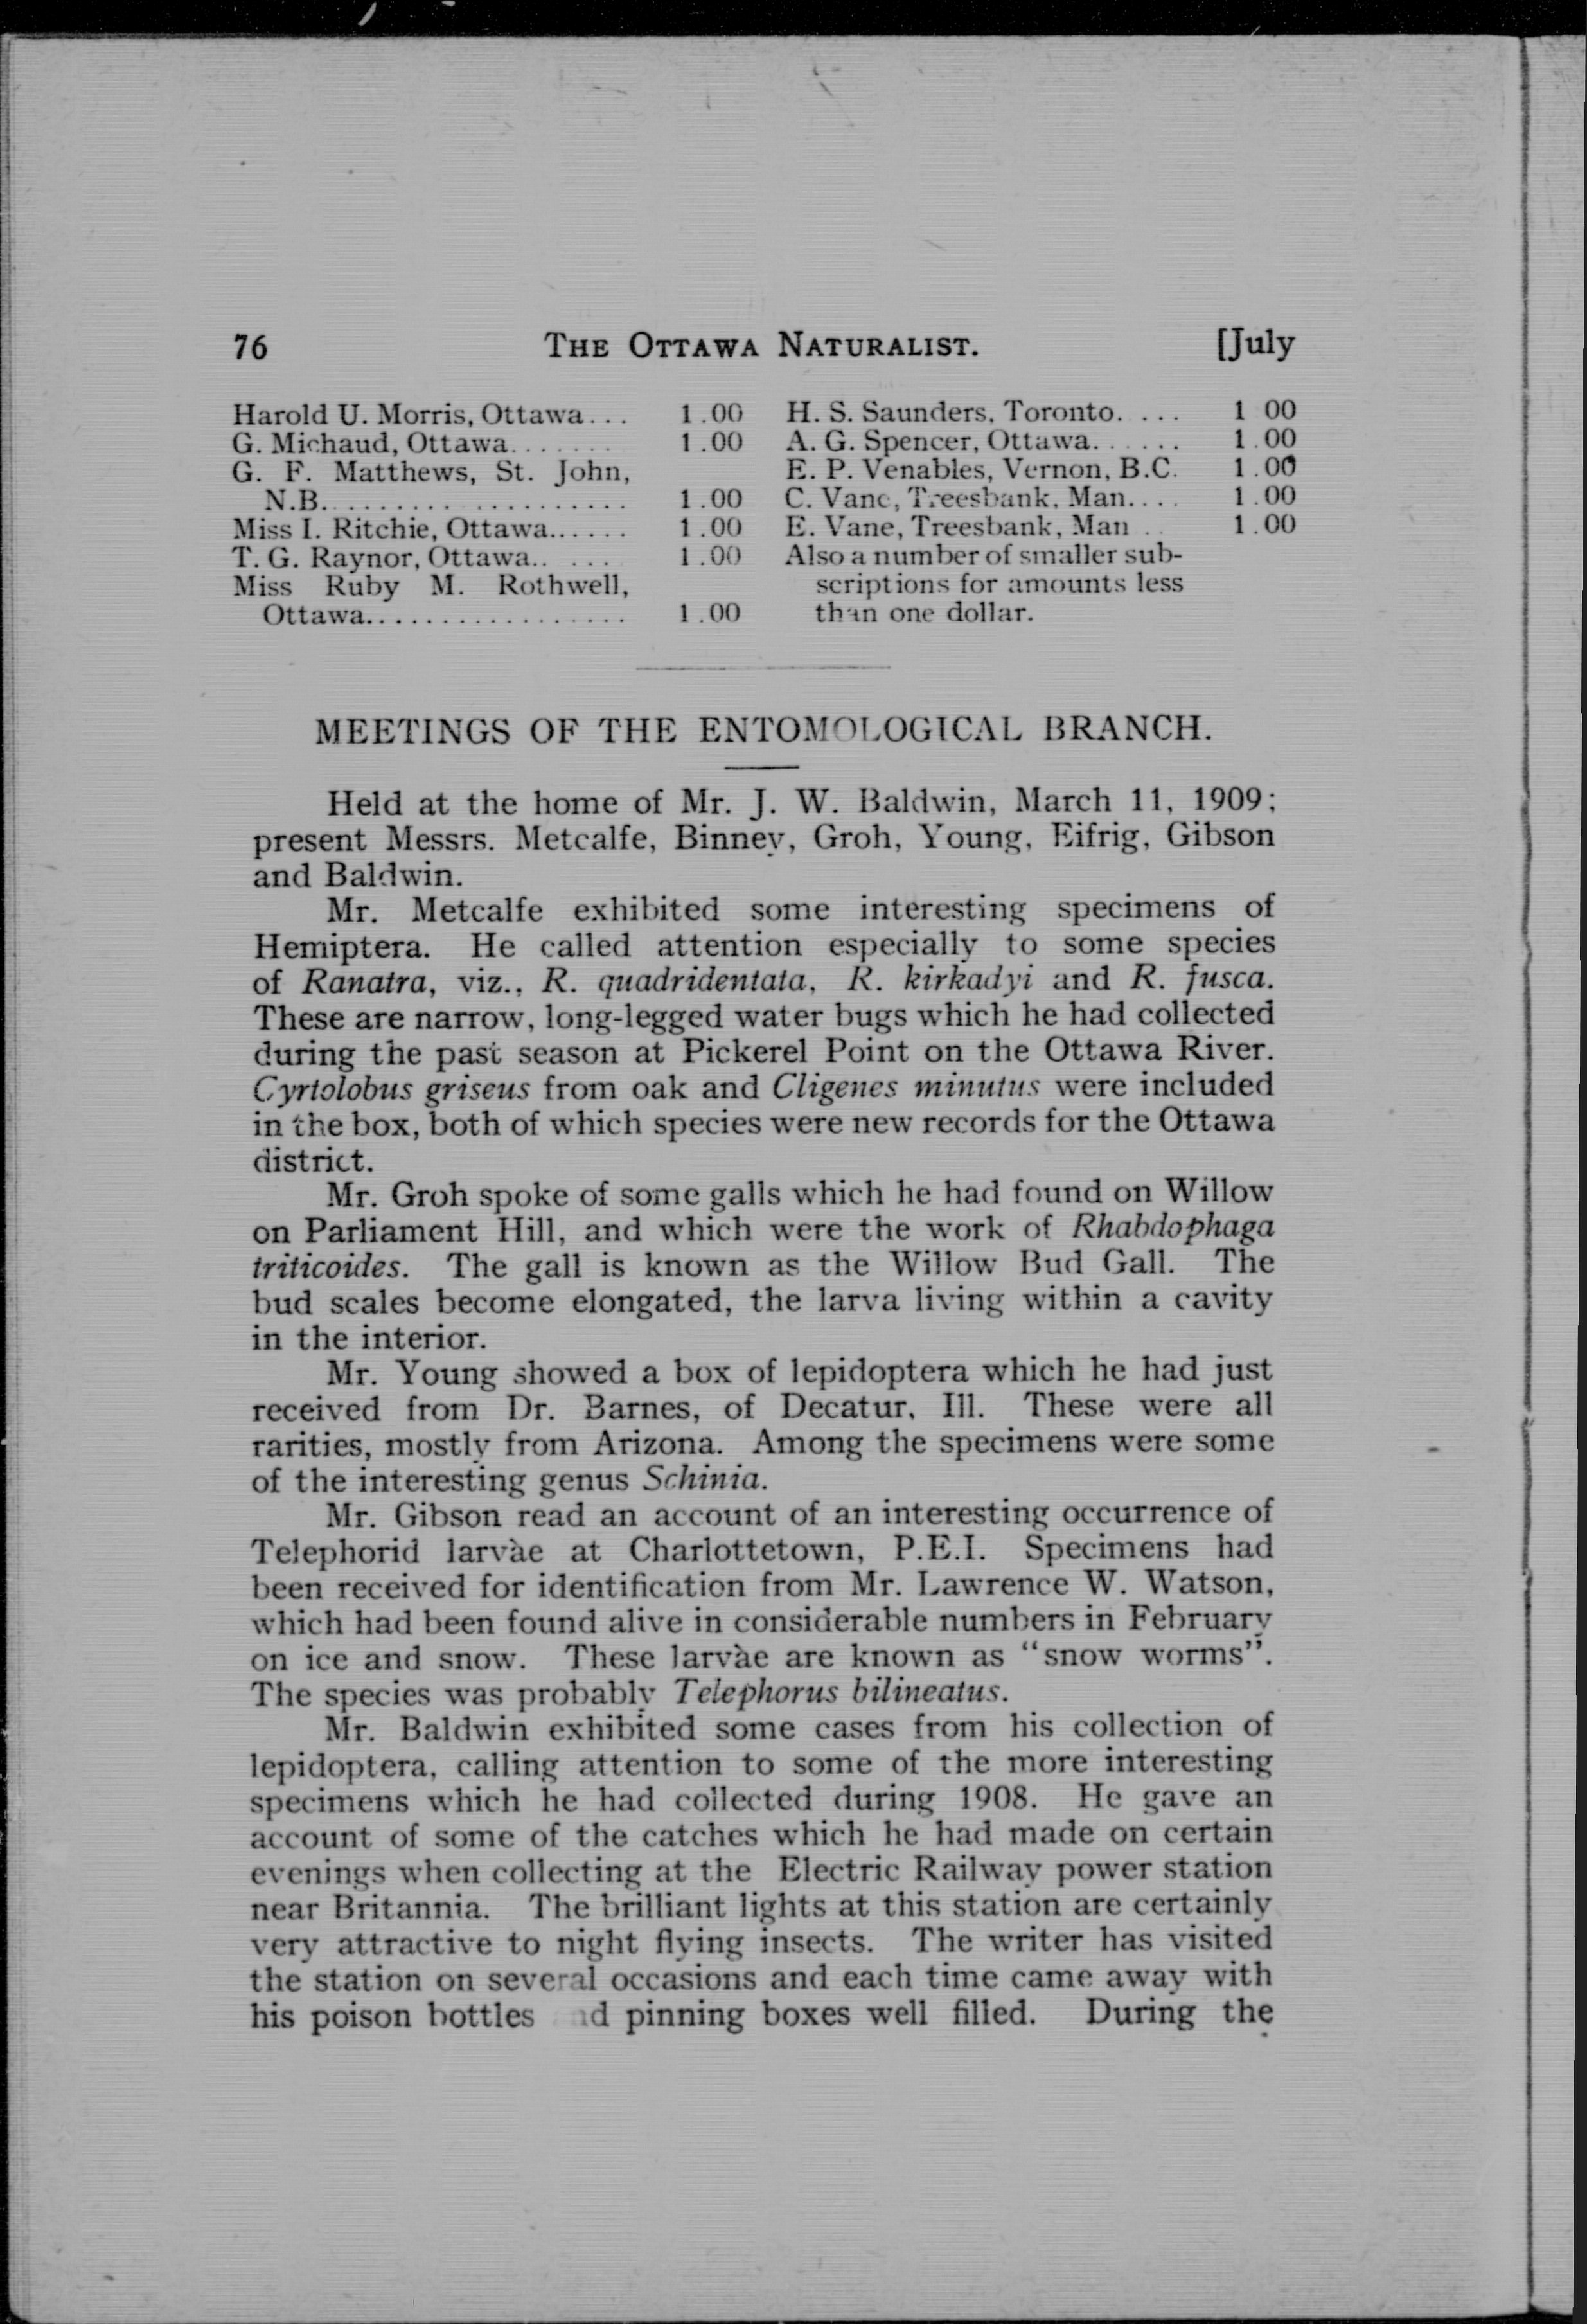 76 THE OTTAWA NATURALIST. [July
Harold U. Morris, Ottawa... 1.00
G. Michaud, Ottawa....... 1.00
G. F. Matthews, St. John,
N.B.................. 1.00
Miss I. Ritchie, Ottawa...... 1.00
T. G. Raynor, Ottawa.. .... 1.00
Miss Ruby M. Rothwell,
Ottawa.................. 1.00
H. S. Saunders, Toronto. ... 1 00
A. G. Spencer, Ottawa...... 1.00
E. P. Venables, Vernon, B.C. 1.00
C. Vane, Treesbank, Man.... 1.00
E. Vane, Treesbank, Man .. 1.00
Also a number of smaller sub-
scriptions for amounts less
than one dollar.
MEETINGS OF THE ENTOMOLOGICAL BRANCH.
Held at the home of Mr. J. W. Baldwin, March 11, 1909;
present Messrs. Metcalfe, Binney, Groh, Young, Eifrig, Gibson
and Baldwin.
Mr. Metcalfe exhibited some interesting specimens of
Hemiptera. He called attention especially to some species
of Ranatra, viz., R. quadridentata, R. kirkadyi and R. fusca.
These are narrow, long-legged water bugs which he had collected
during the past season at Pickerel Point on the Ottawa River.
Cyrtolobus griseus from oak and Cligenes minutus were included
in the box, both of which species were new records for the Ottawa
district.
Mr. Groh spoke of some galls which he had found on Willow
on Parliament Hill, and which were the work of Rhabdophaga
triticoides. The gall is known as the Willow Bud Gall. The
bud scales become elongated, the larva living within a cavity
in the interior.
Mr. Young showed a box of lepidoptera which he had just
received from Dr. Barnes, of Decatur, Ill. These were all
rarities, mostly from Arizona. Among the specimens were some
of the interesting genus Schinia.
Mr. Gibson read an account of an interesting occurrence of
Telephorid larvàe at Charlottetown, P.E.I. Specimens had
been received for identification from Mr. Lawrence W. Watson,
which had been found alive in considerable numbers in February
on ice and snow. These larvàe are known as "snow worms".
The species was probably Telephorus bilineatus.
Mr. Baldwin exhibited some cases from his collection of
lepidoptera, calling attention to some of the more interesting
specimens which he had collected during 1908. He gave an
account of some of the catches which he had made on certain
evenings when collecting at the Electric Railway power station
near Britannia. The brilliant lights at this station are certainly
very attractive to night flying insects. The writer has visited
the station on several occasions and each time came away with
his poison bottles and pinning boxes well filled. During the